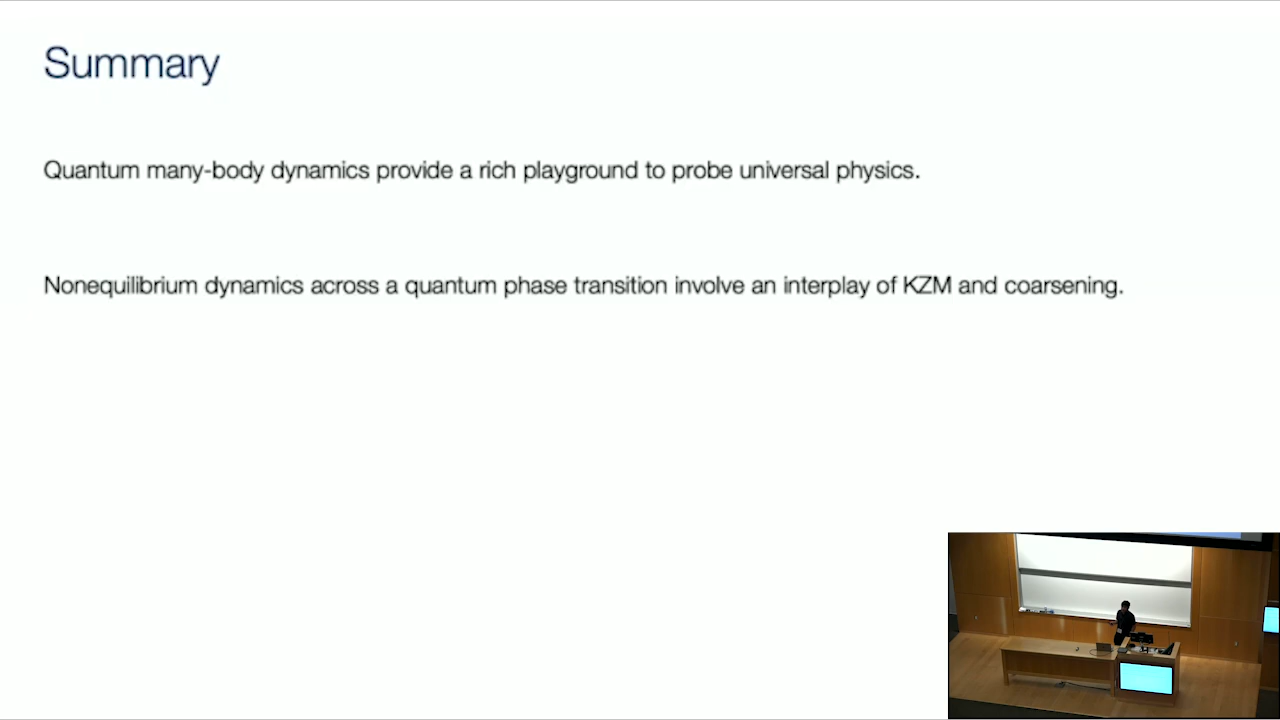 Summary
Quantum many-body dynamics provide a rich playground to probe universal physics.
Nonequilibrium dynamics across a quantum phase transition involve an interplay of KZM and coarsening.